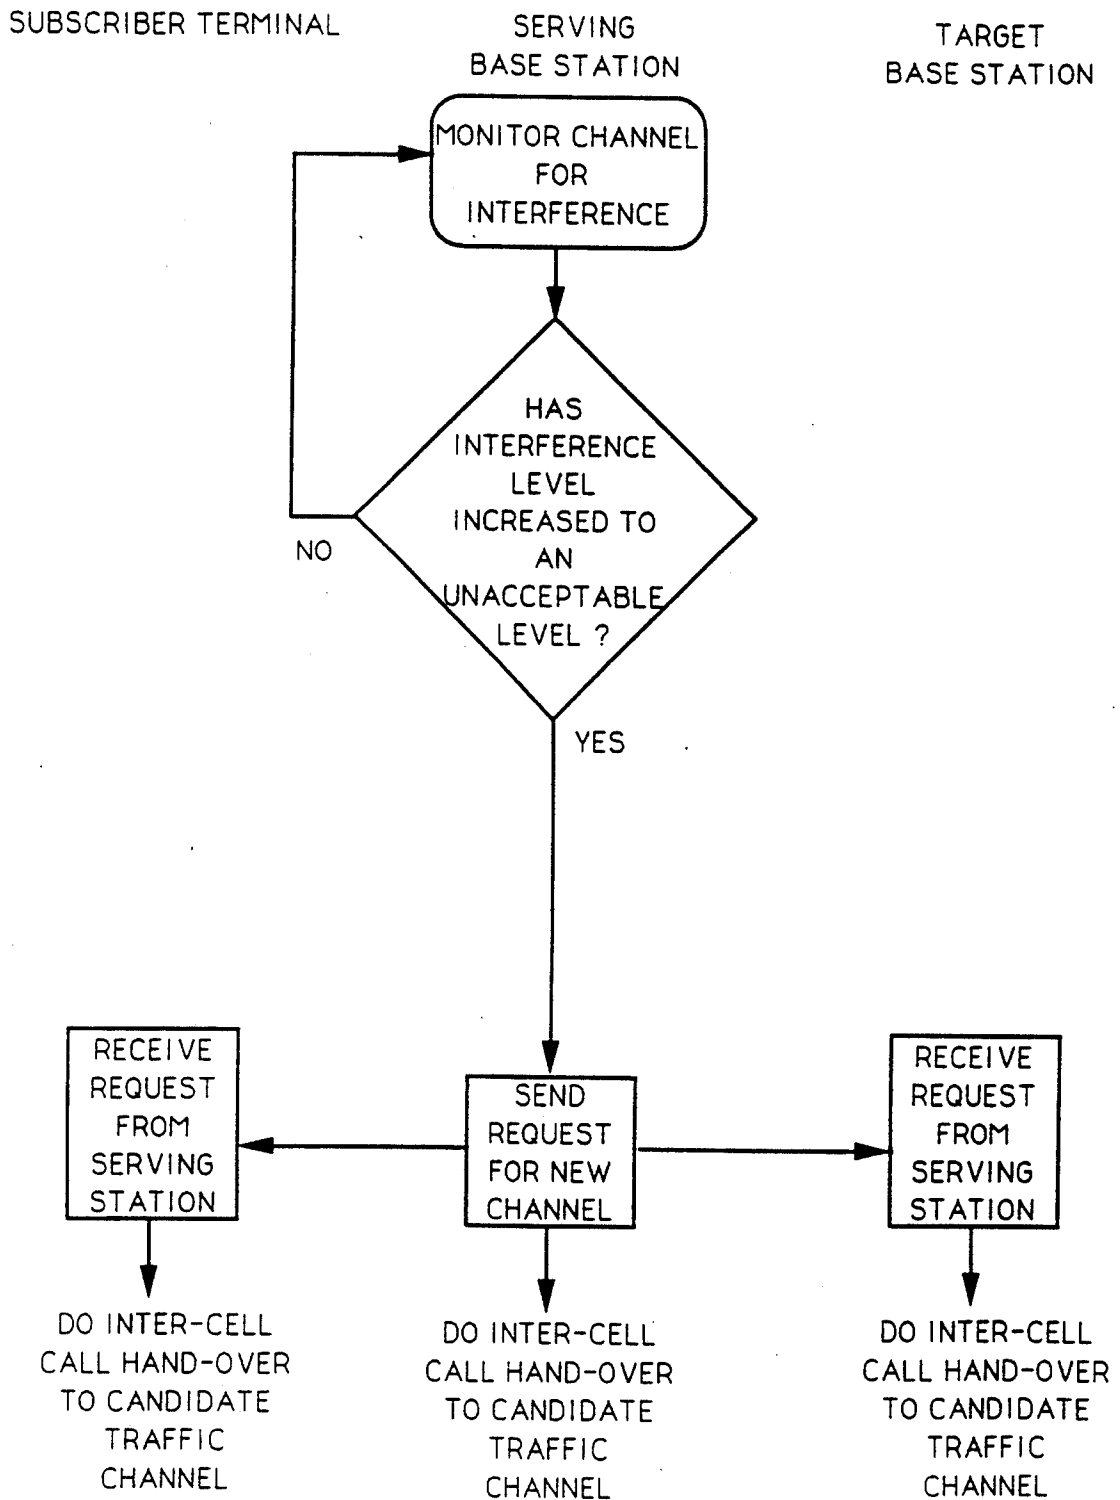 SUBSCRIBER TERMINAL
SERVING
BASE STATION
TARGET
BASE STATION
MONITOR CHANNEL
FOR
INTERFERENCE
HAS
INTERFERENCE
LEVEL
INCREASED TO
AN
UNACCEPTABLE
LEVEL ?
NO
YES
RECEIVE
REQUEST
FROM
SERVING
STATION
SEND
REQUEST
FOR NEW
CHANNEL
RECEIVE
REQUEST
FROM
SERVING
STATION
DO INTER-CELL
CALL HAND-OVER
TO CANDIDATE
TRAFFIC
CHANNEL
DO INTER-CELL
CALL HAND-OVER
TO CANDIDATE
TRAFFIC
CHANNEL
DO INTER-CELL
CALL HAND-OVER
TO CANDIDATE
TRAFFIC
CHANNEL